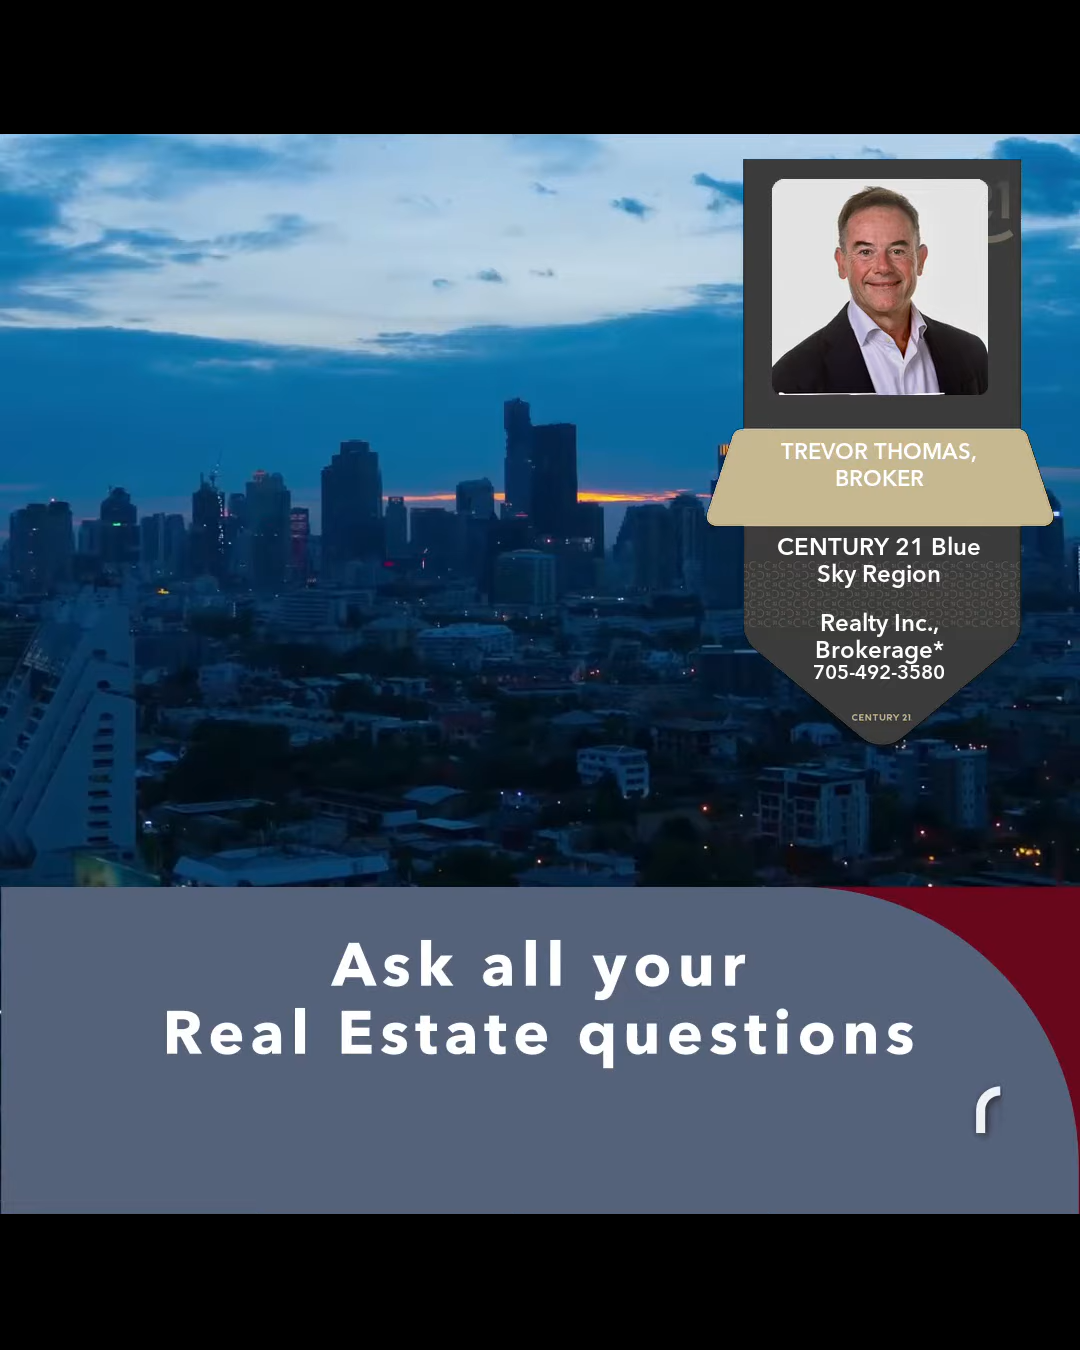 21
TREVOR THOMAS,
BROKER
CENTURY 21 Blue
Sky Region
Realty Inc.,
Brokerage*
705-492-3580
CENTURY 21
Ask all your
Real Estate questions
r